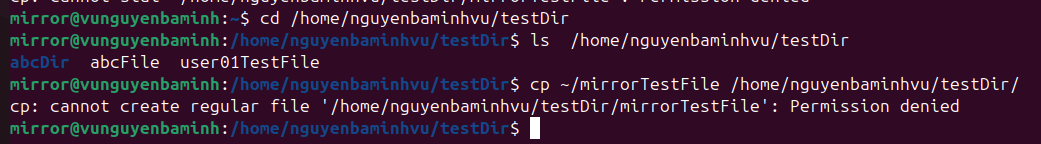 mirror@vunguyenbaminh:~$ cd /home/nguyenbaminhvu/testDir
mirror@vunguyenbaminh:/home/nguyenbaminhvu/testDir$ ls  /home/nguyenbaminhvu/testDir
abcDir  abcFile  user01TestFile
mirror@vunguyenbaminh:/home/nguyenbaminhvu/testDir$ cp ~/mirrorTestFile /home/nguyenbaminhvu/testDir/
cp: cannot create regular file '/home/nguyenbaminhvu/testDir/mirrorTestFile': Permission denied
mirror@vunguyenbaminh:/home/nguyenbaminhvu/testDir$